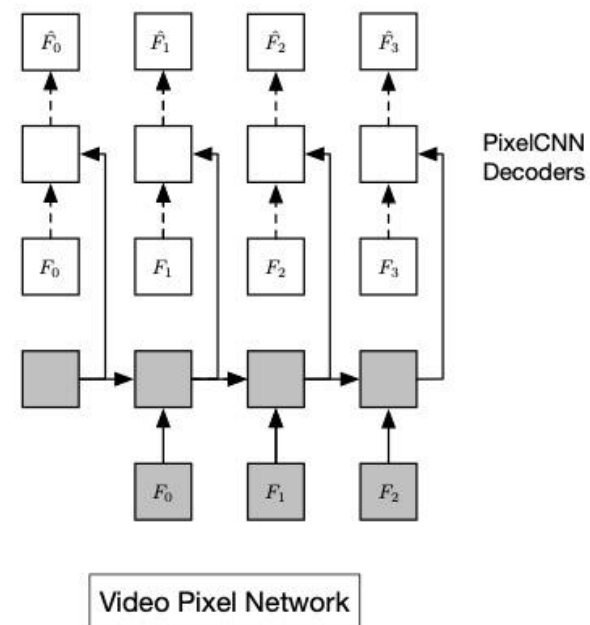 F̂₀ F̂₁ F̂₂ F̂₃
PixelCNN
Decoders
F₀ F₁ F₂ F₃
F₀ F₁ F₂
Video Pixel Network